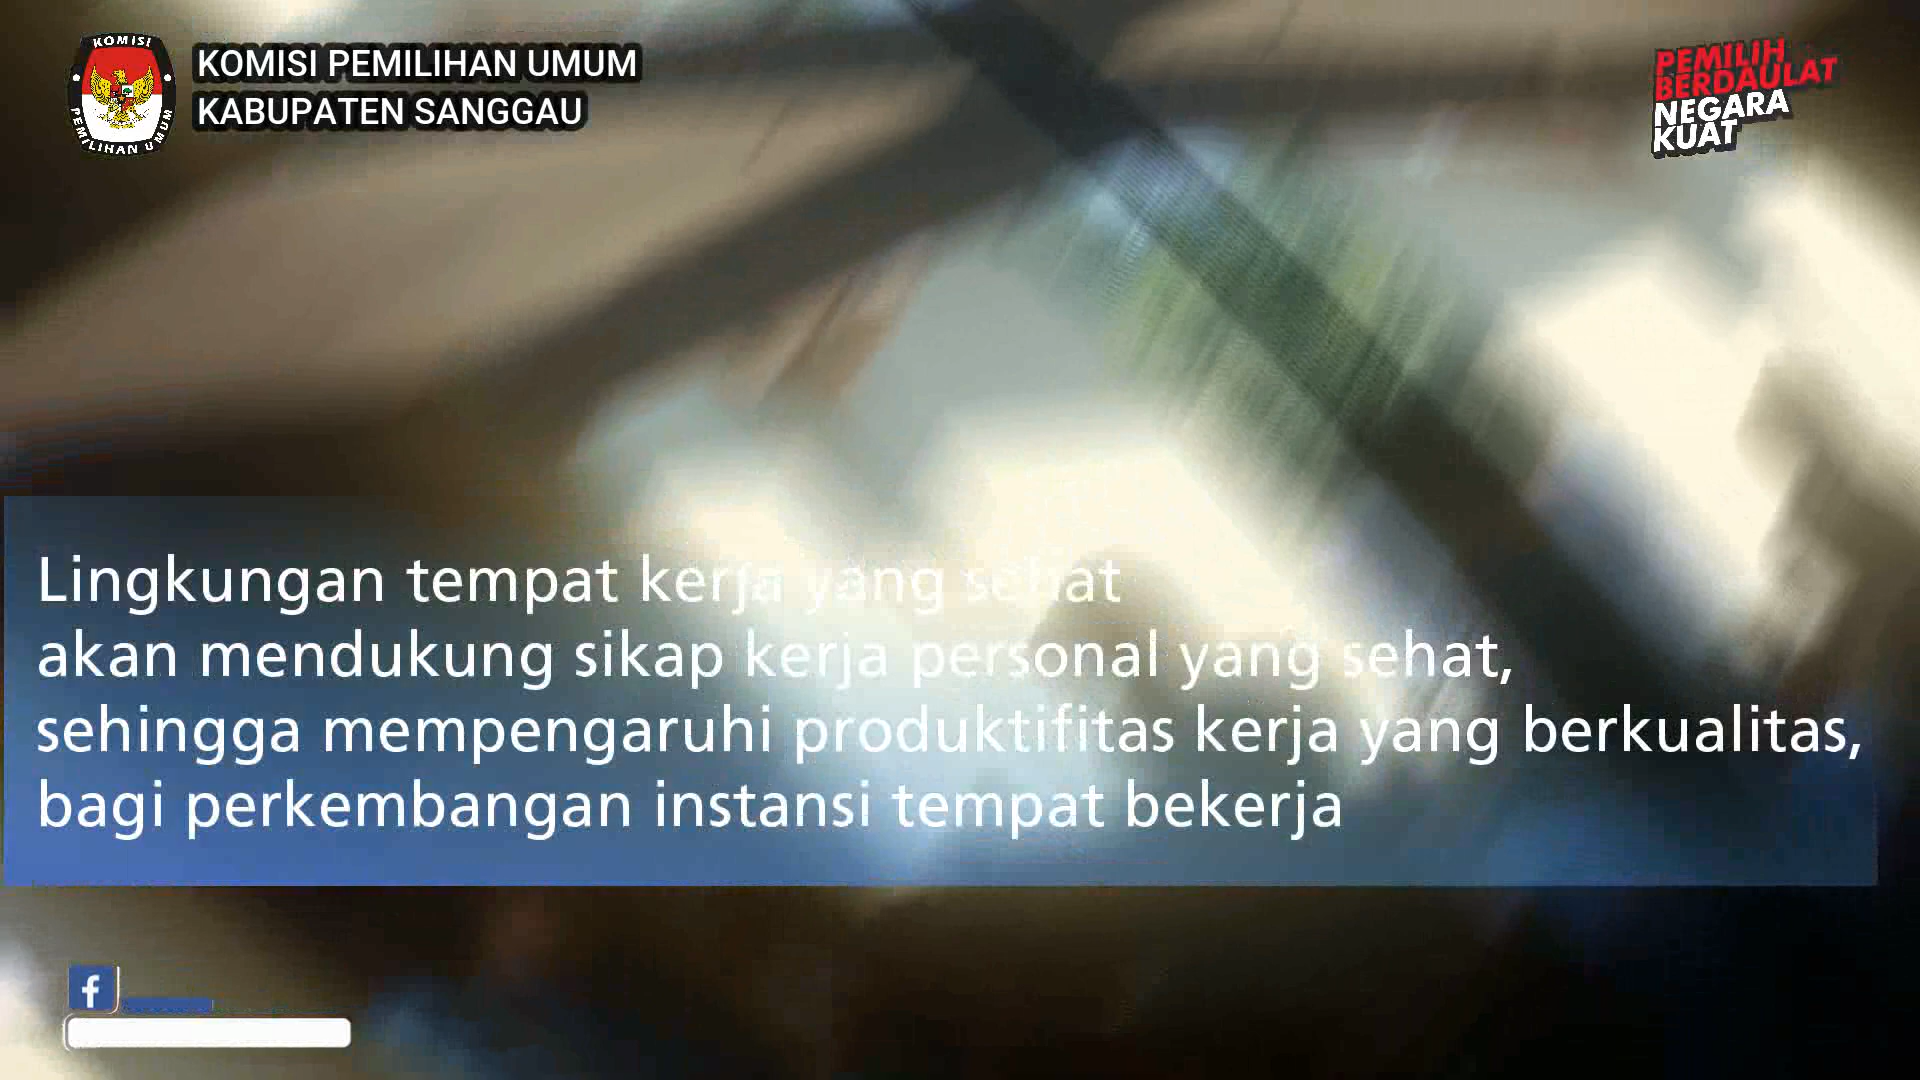 KOMISI
PEMILIHAN UMUM
KOMISI PEMILIHAN UMUM
KABUPATEN SANGGAU
PEMILIH
BERDAULAT
NEGARA
KUAT
Lingkungan tempat kerja yang sehat
akan mendukung sikap kerja personal yang sehat,
sehingga mempengaruhi produktifitas kerja yang berkualitas,
bagi perkembangan instansi tempat bekerja
f